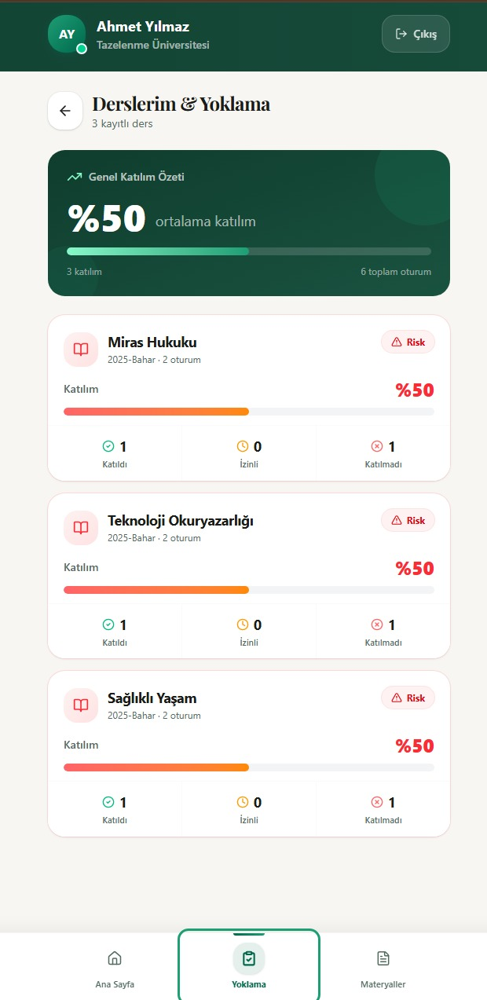 AY
Ahmet Yılmaz
Tazelenme Üniversitesi
Çıkış
Derslerim & Yoklama
3 kayıtlı ders
Genel Katılım Özeti
%50 ortalama katılım
3 katılım 6 toplam oturum
Miras Hukuku
Risk
2025-Bahar · 2 oturum
Katılım %50
1 0 1
Katıldı İzinli Katılmadı
Teknoloji Okuryazarlığı
Risk
2025-Bahar · 2 oturum
Katılım %50
1 0 1
Katıldı İzinli Katılmadı
Sağlıklı Yaşam
Risk
2025-Bahar · 2 oturum
Katılım %50
1 0 1
Katıldı İzinli Katılmadı
Ana Sayfa Yoklama Materyaller